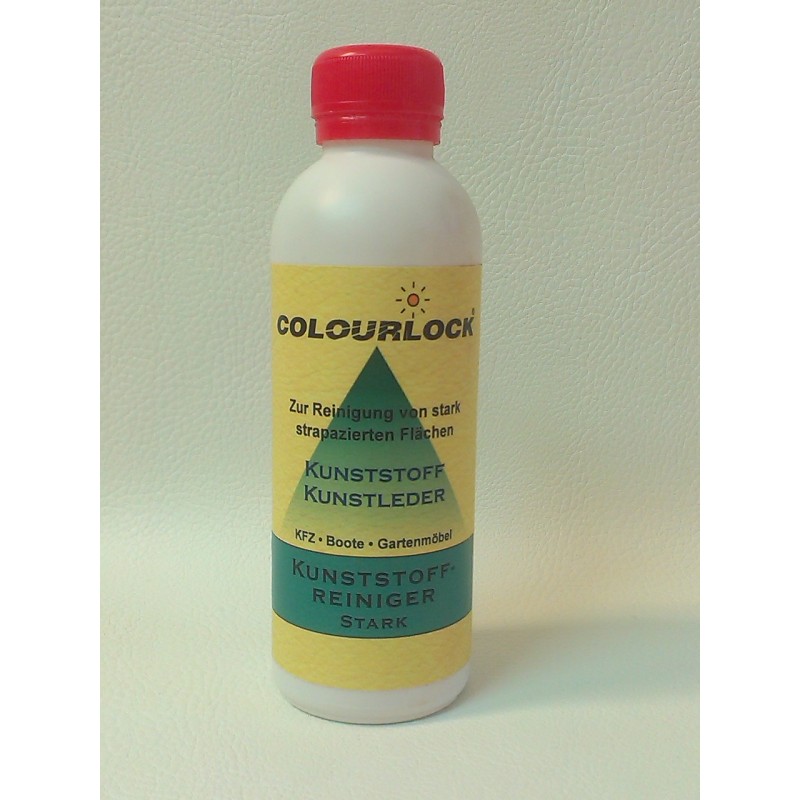 COLOURLOCK®
Zur Reinigung von stark
strapazierten Flächen
KUNSTSTOFF
KUNSTLEDER
KFZ • Boote • Gartenmöbel
KUNSTSTOFF-
REINIGER
STARK